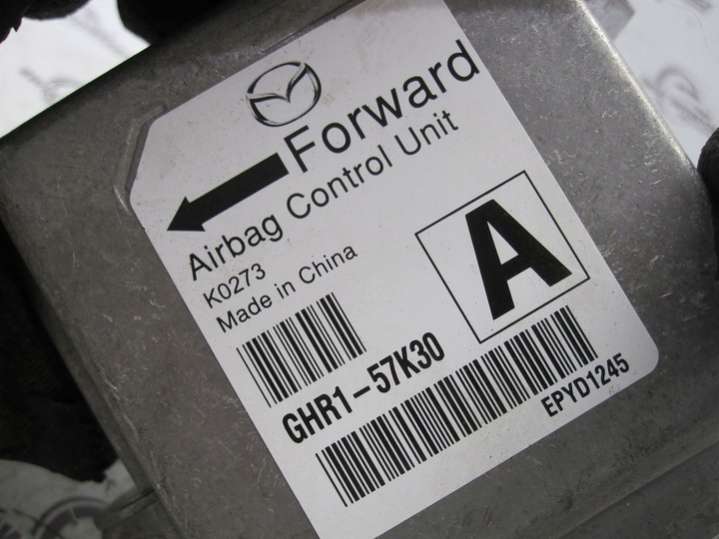 Forward
Airbag Control Unit
K0273
Made in China
A
GHR1-57K30
EPYD1245